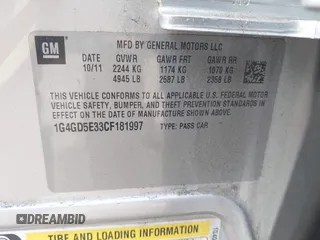 GM
MFD BY GENERAL MOTORS LLC
DATE GVWR GAWR FRT GAWR RR
10/11 2244 KG 1174 KG 1070 KG
4945 LB 2587 LB 2358 LB
THIS VEHICLE CONFORMS TO ALL APPLICABLE U.S. FEDERAL MOTOR
VEHICLE SAFETY, BUMPER, AND THEFT PREVENTION STANDARDS IN
EFFECT ON THE DATE OF MANUFACTURE SHOWN ABOVE.
1G4GD5E33CF181997 TYPE: PASS CAR
TIRE AND LOADING INFORMATION
DREAMBID